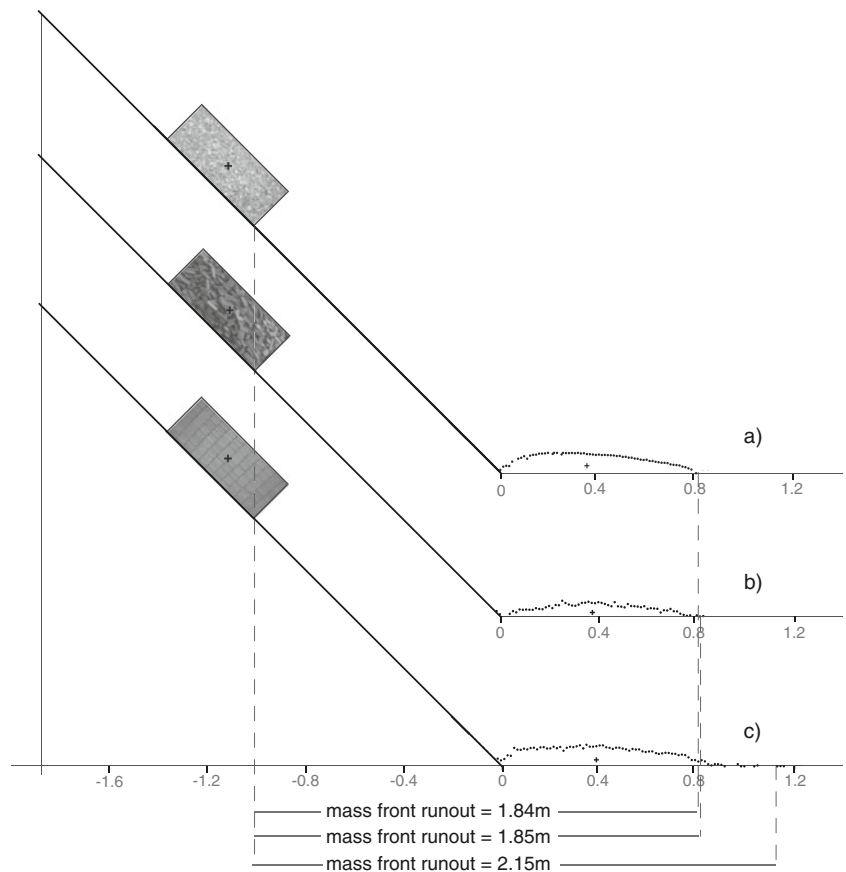 a)
0 0.4 0.8 1.2
b)
0 0.4 0.8 1.2
c)
-1.6 -1.2 -0.8 -0.4 0 0.4 0.8 1.2
mass front runout = 1.84m
mass front runout = 1.85m
mass front runout = 2.15m